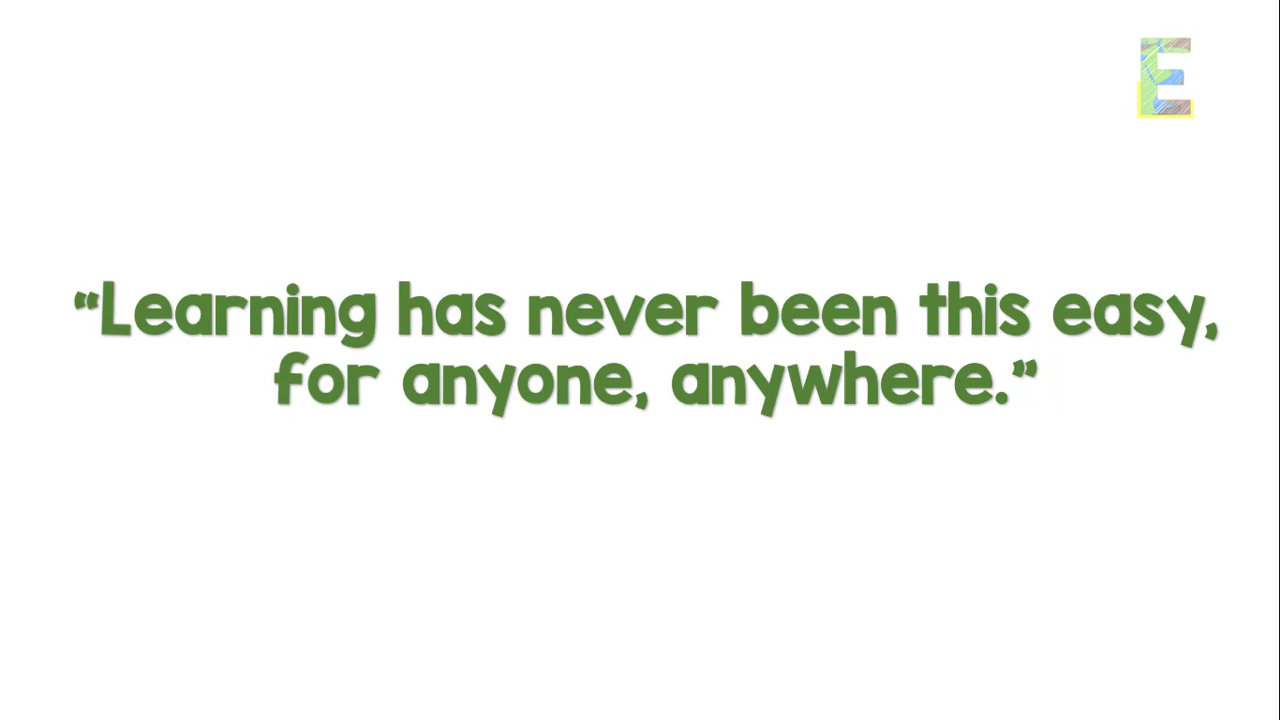 E
“Learning has never been this easy,
for anyone, anywhere.”